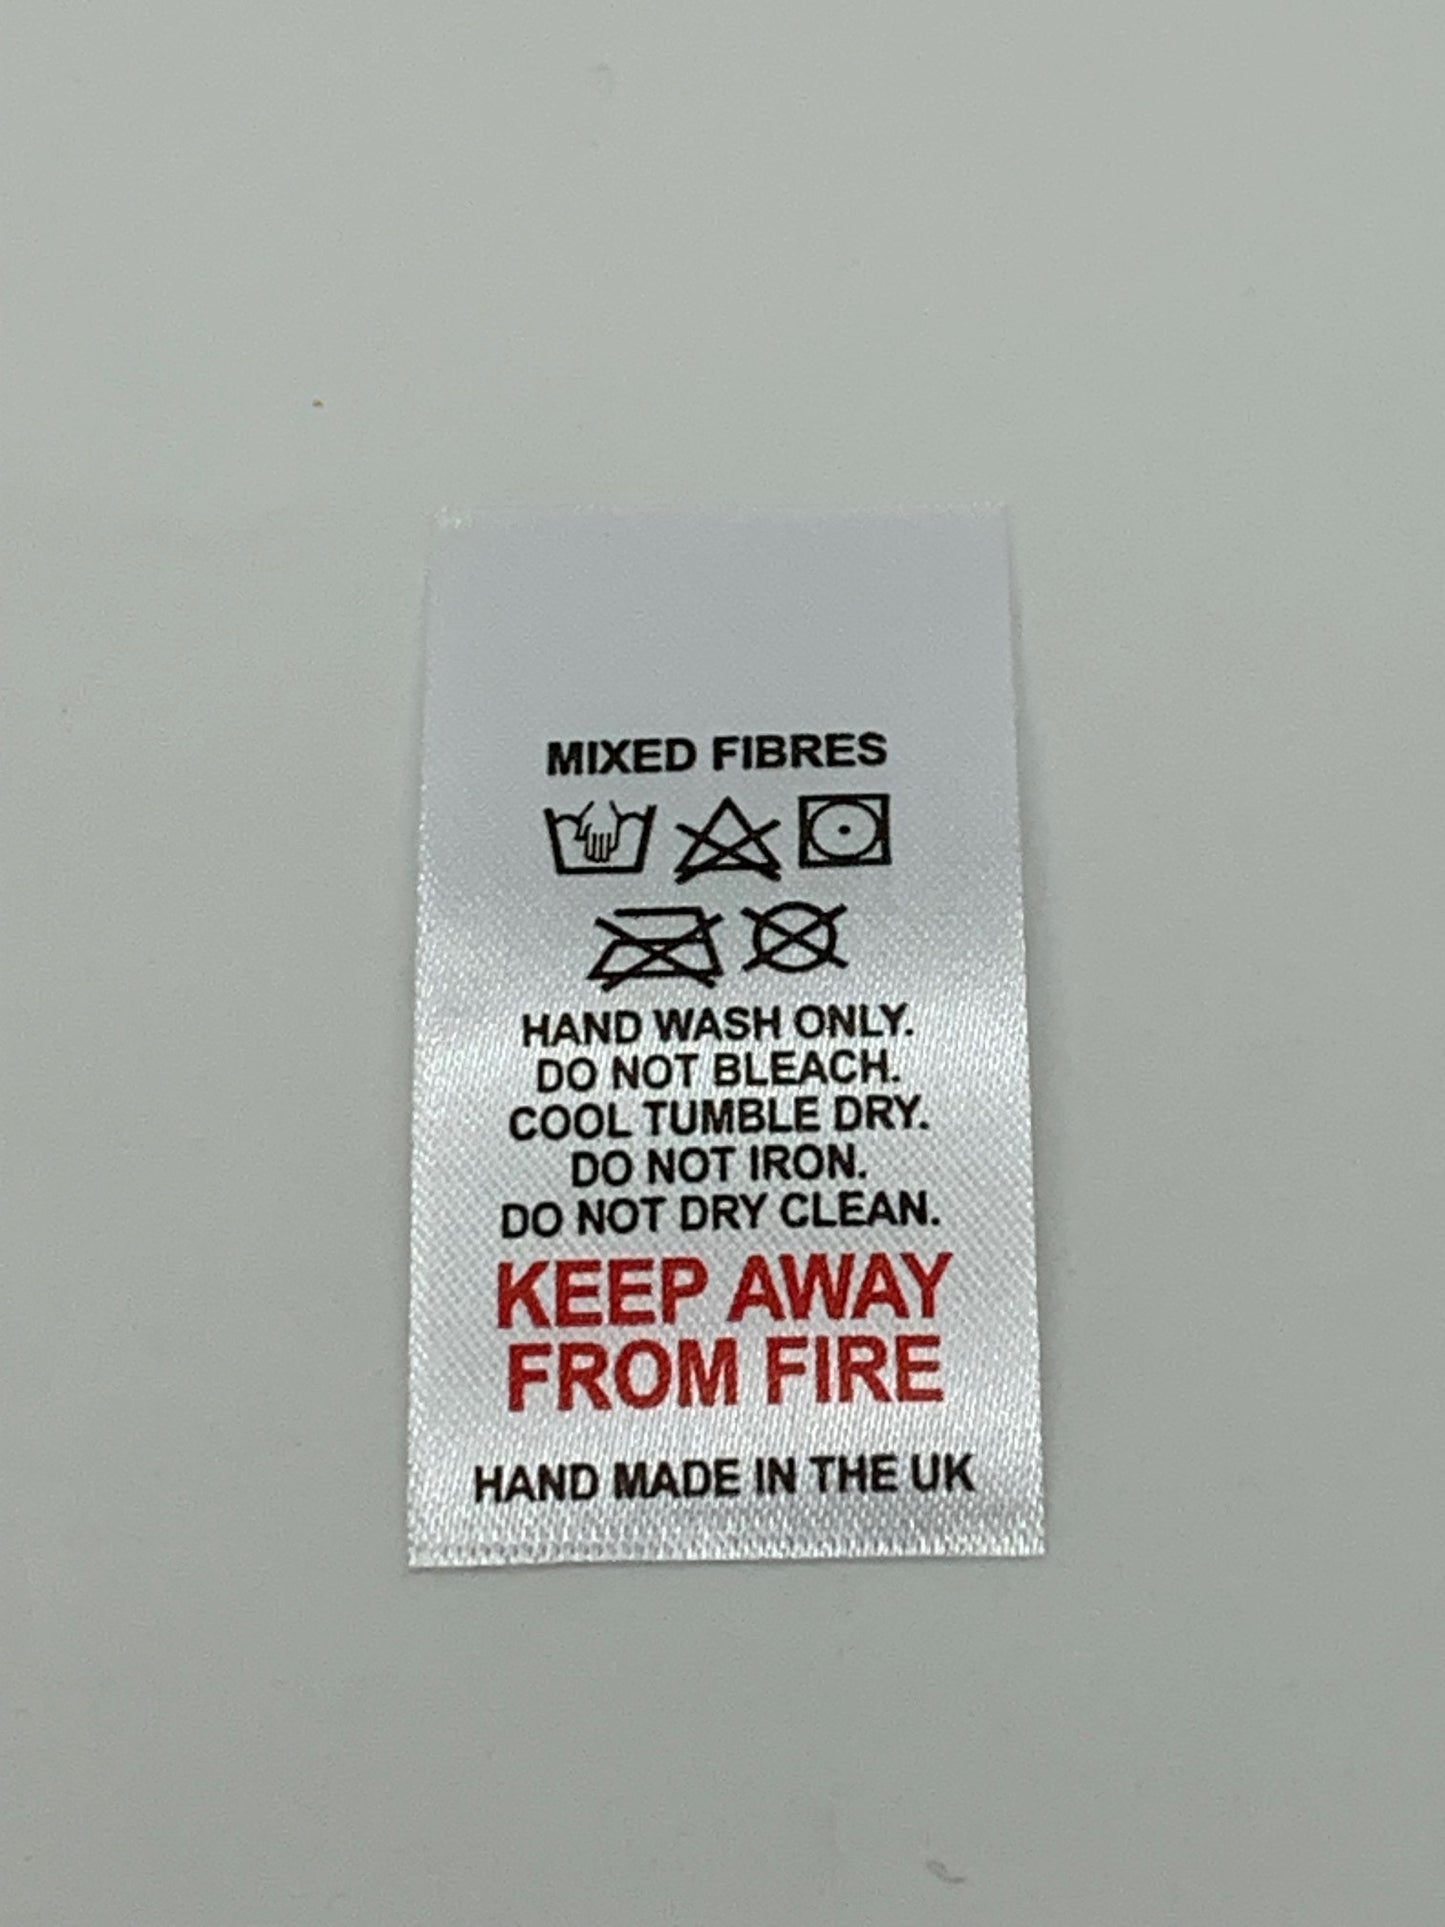 MIXED FIBRES
HAND WASH ONLY.
DO NOT BLEACH.
COOL TUMBLE DRY.
DO NOT IRON.
DO NOT DRY CLEAN.
KEEP AWAY
FROM FIRE
HAND MADE IN THE UK